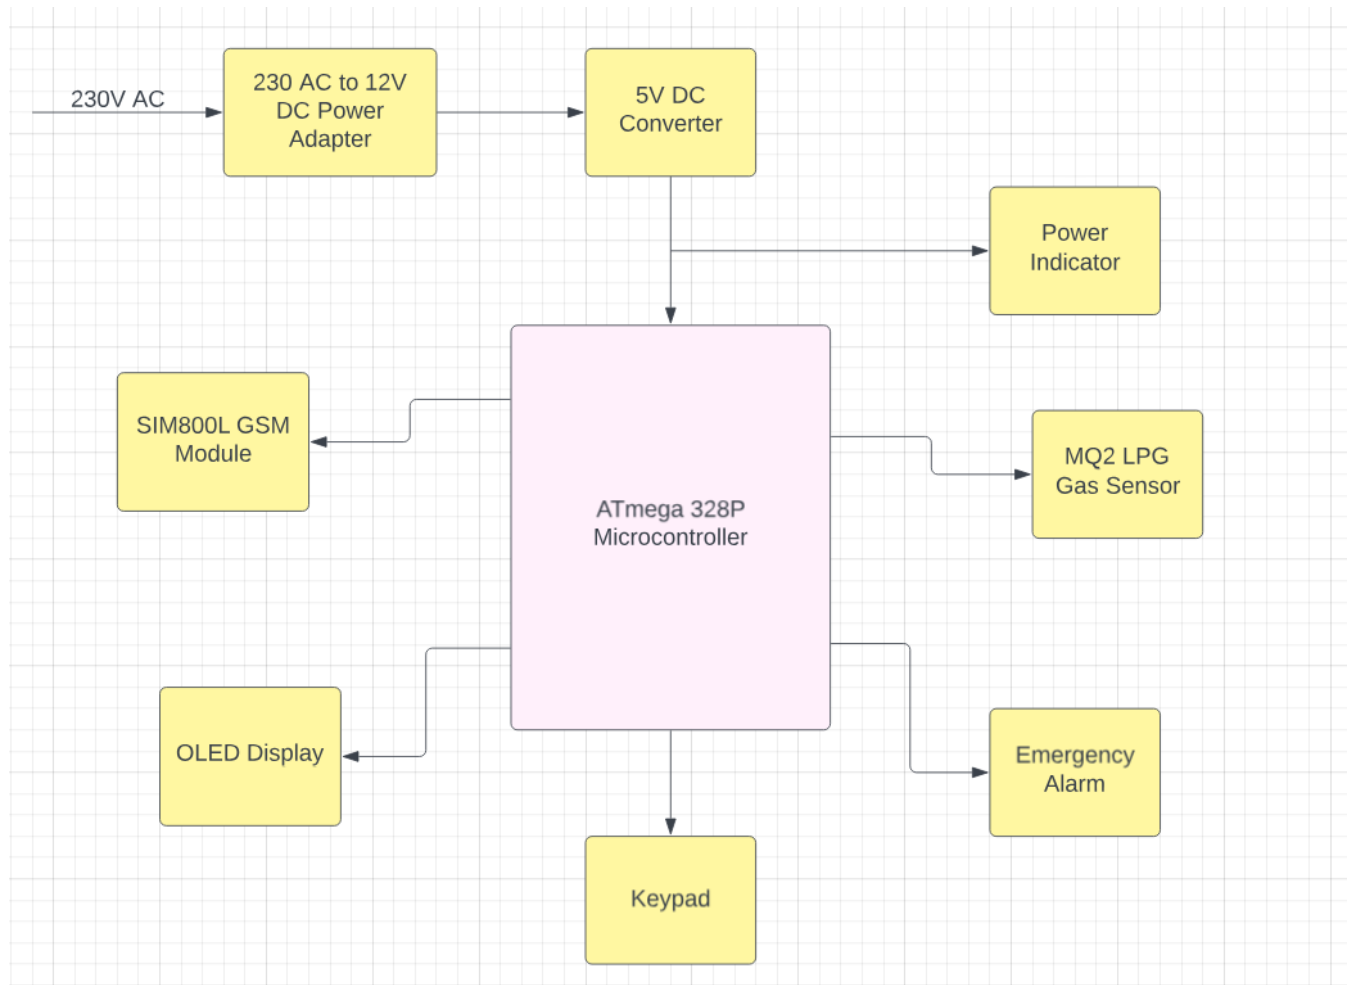 230V AC
230 AC to 12V
DC Power
Adapter
5V DC
Converter
Power
Indicator
SIM800L GSM
Module
MQ2 LPG
Gas Sensor
ATmega 328P
Microcontroller
OLED Display
Emergency
Alarm
Keypad